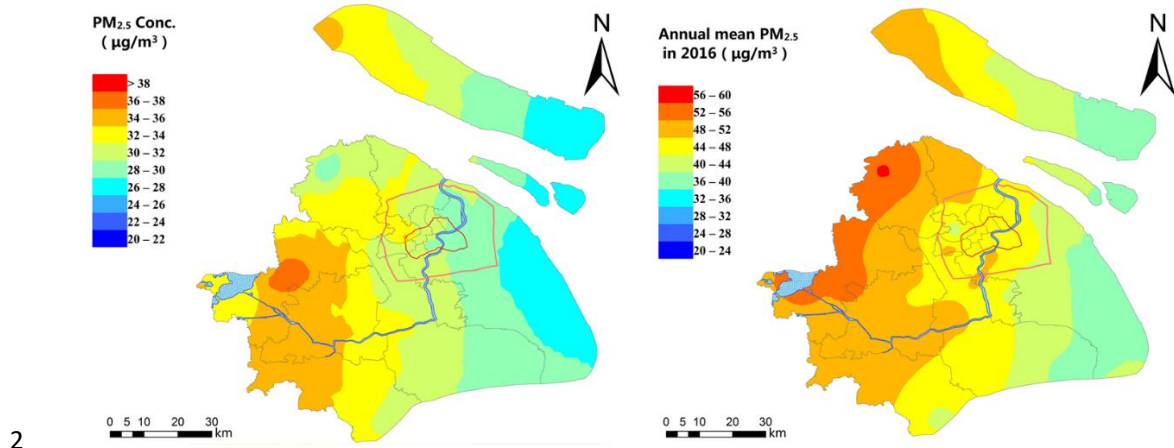 PM2.5 Conc.
( μg/m³ )
> 38
36 – 38
34 – 36
32 – 34
30 – 32
28 – 30
26 – 28
24 – 26
22 – 24
20 – 22
N
0 5 10 20 30
km
Annual mean PM2.5
in 2016 ( μg/m³ )
56 – 60
52 – 56
48 – 52
44 – 48
40 – 44
36 – 40
32 – 36
28 – 32
24 – 28
20 – 24
N
0 5 10 20 30
km
2